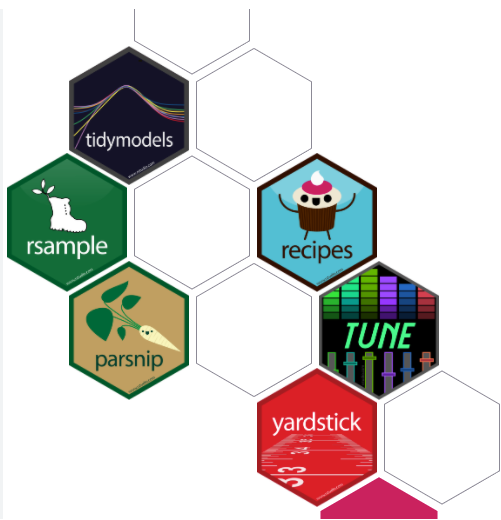 tidymodels
rsample
recipes
parsnip
TUNE
yardstick